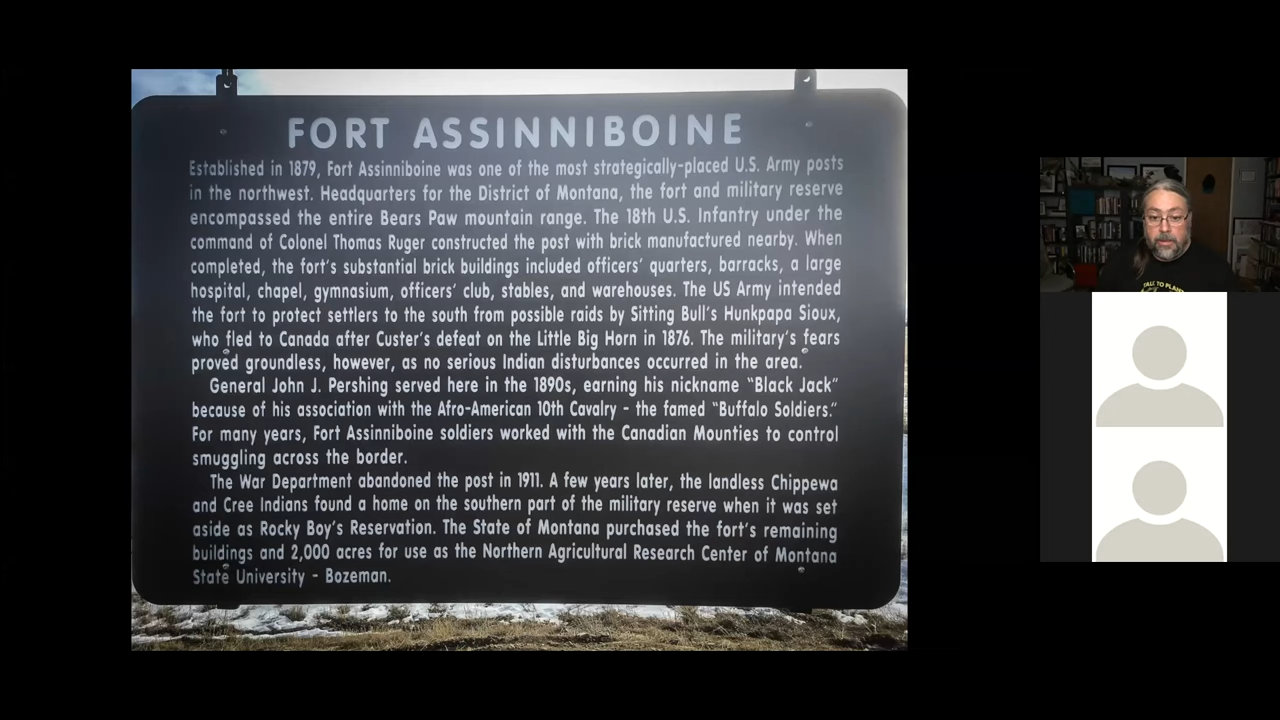 FORT ASSINNIBOINE
Established in 1879, Fort Assinniboine was one of the most strategically-placed U.S. Army posts
in the northwest. Headquarters for the District of Montana, the fort and military reserve
encompassed the entire Bears Paw mountain range. The 18th U.S. Infantry under the
command of Colonel Thomas Ruger constructed the post with brick manufactured nearby. When
completed, the fort's substantial brick buildings included officers' quarters, barracks, a large
hospital, chapel, gymnasium, officers' club, stables, and warehouses. The US Army intended
the fort to protect settlers to the south from possible raids by Sitting Bull's Hunkpapa Sioux,
who fled to Canada after Custer's defeat on the Little Big Horn in 1876. The military's fears
proved groundless, however, as no serious Indian disturbances occurred in the area.
General John J. Pershing served here in the 1890s, earning his nickname "Black Jack"
because of his association with the Afro-American 10th Cavalry - the famed "Buffalo Soldiers."
For many years, Fort Assinniboine soldiers worked with the Canadian Mounties to control
smuggling across the border.
The War Department abandoned the post in 1911. A few years later, the landless Chippewa
and Cree Indians found a home on the southern part of the military reserve when it was set
aside as Rocky Boy's Reservation. The State of Montana purchased the fort's remaining
buildings and 2,000 acres for use as the Northern Agricultural Research Center of Montana
State University - Bozeman.